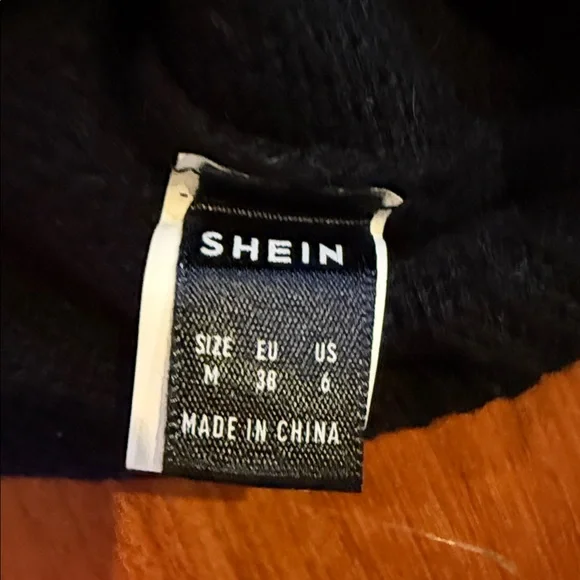 SHEIN
SIZE EU US
M 38 6
MADE IN CHINA